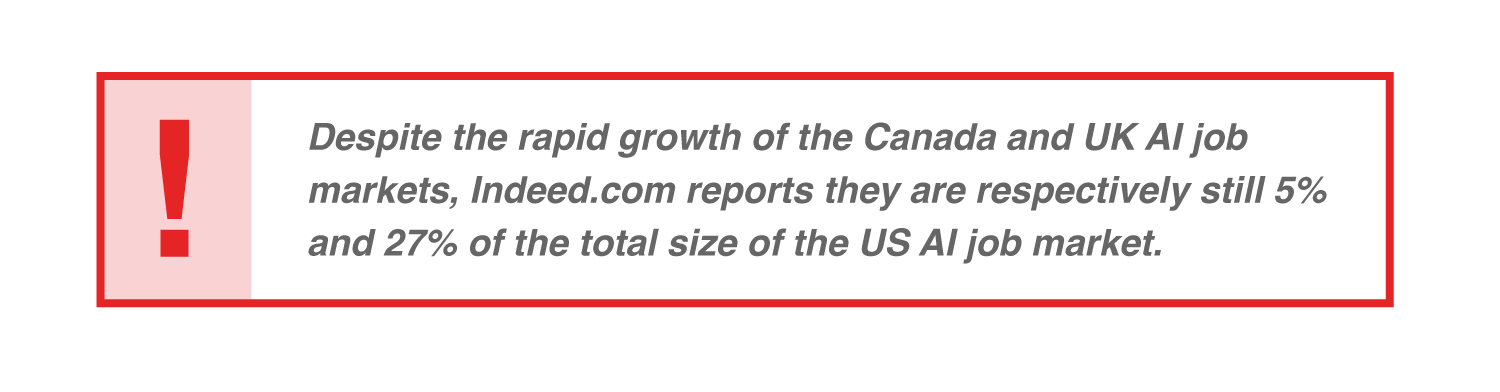 !
Despite the rapid growth of the Canada and UK AI job
markets, Indeed.com reports they are respectively still 5%
and 27% of the total size of the US AI job market.